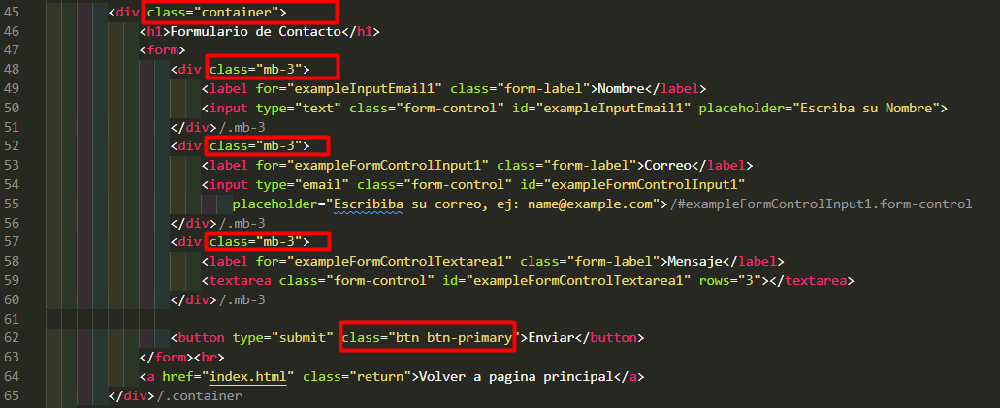 45 <div class="container">
46 <h1>Formulario de Contacto</h1>
47 <form>
48 <div class="mb-3">
49 <label for="exampleInputEmail1" class="form-label">Nombre</label>
50 <input type="text" class="form-control" id="exampleInputEmail1" placeholder="Escriba su Nombre">
51 </div>/.mb-3
52 <div class="mb-3">
53 <label for="exampleFormControlInput1" class="form-label">Correo</label>
54 <input type="email" class="form-control" id="exampleFormControlInput1"
55 placeholder="Escribiba su correo, ej: name@example.com">/#exampleFormControlInput1.form-control
56 </div>/.mb-3
57 <div class="mb-3">
58 <label for="exampleFormControlTextarea1" class="form-label">Mensaje</label>
59 <textarea class="form-control" id="exampleFormControlTextarea1" rows="3"></textarea>
60 </div>/.mb-3
61
62 <button type="submit" class="btn btn-primary">Enviar</button>
63 </form><br>
64 <a href="index.html" class="return">Volver a pagina principal</a>
65 </div>/.container